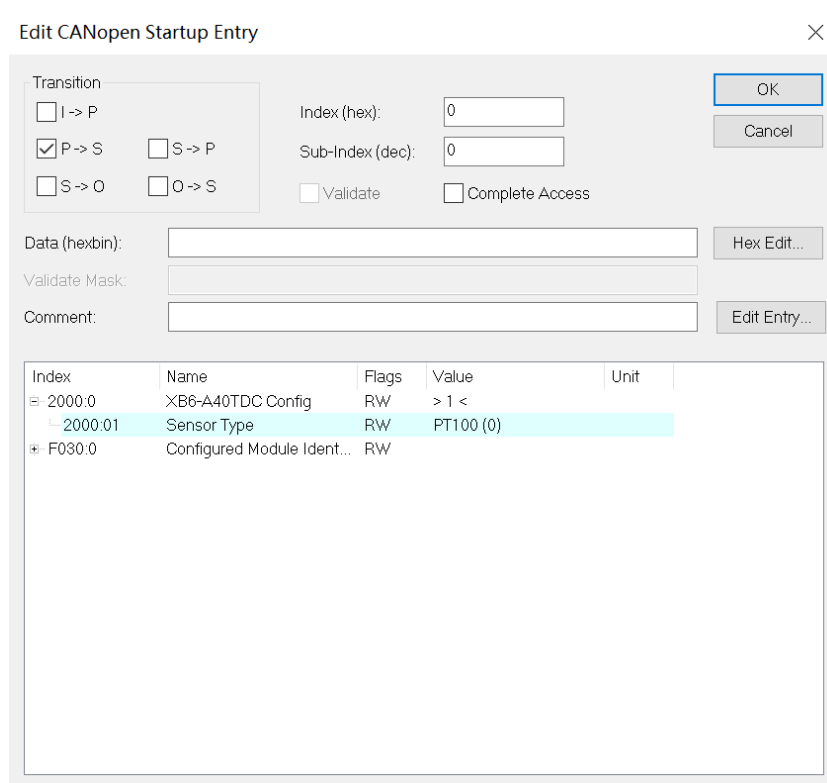 Edit CANopen Startup Entry
Transition
I -> P
P -> S
S -> P
S -> O
O -> S
Index (hex):
0
Sub-Index (dec):
0
Validate
Complete Access
OK
Cancel
Data (hexbin):
Hex Edit...
Validate Mask:
Comment:
Edit Entry...
Index Name Flags Value Unit
2000:0 XB6-A40TDC Config RW > 1 <
2000:01 Sensor Type RW PT100 (0)
F030:0 Configured Module Ident... RW